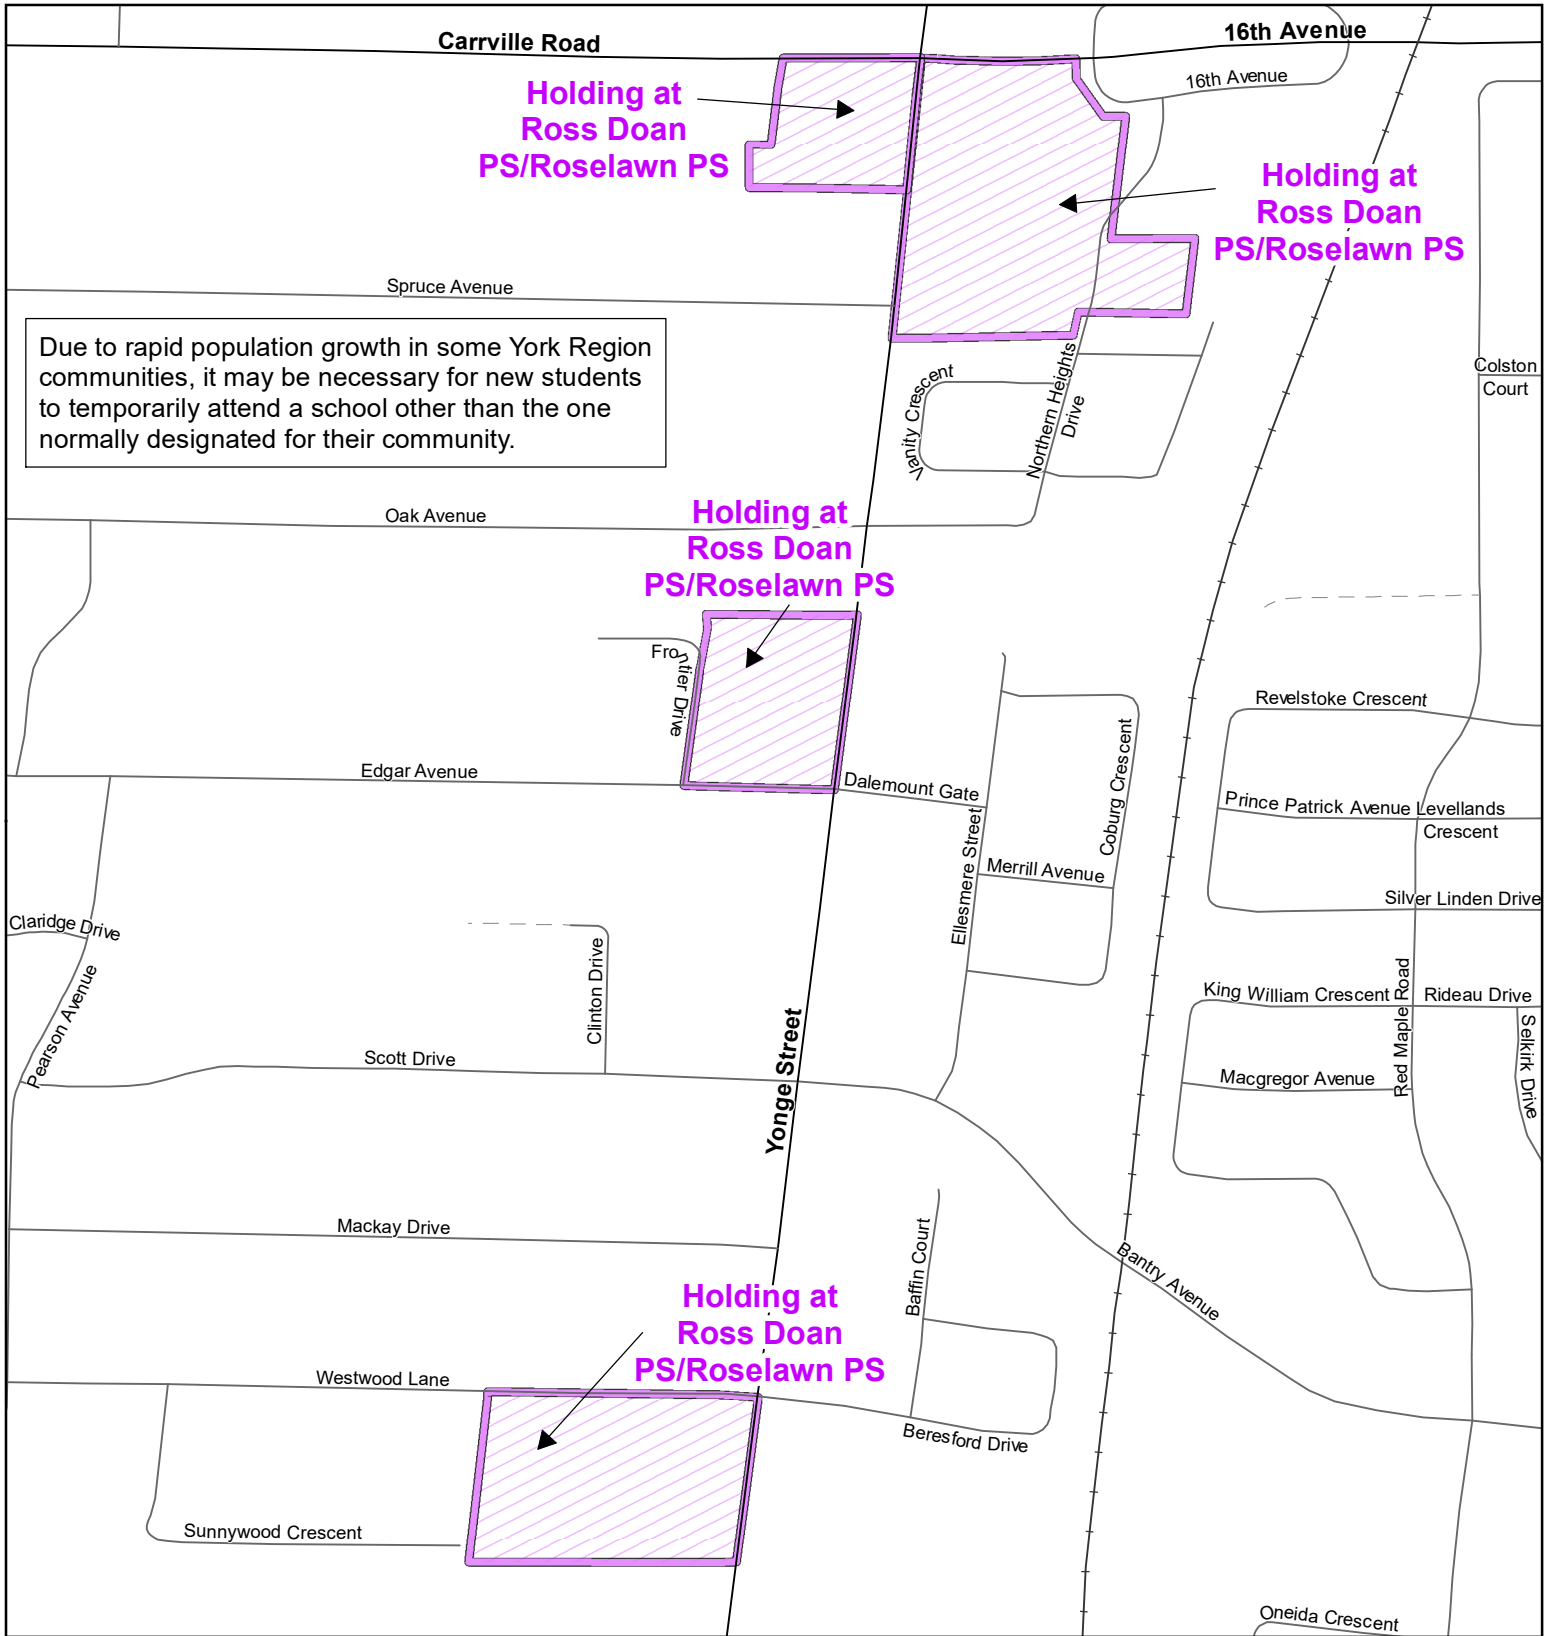 Carrville Road
16th Avenue
16th Avenue
Holding at
Ross Doan
PS/Roselawn PS
Holding at
Ross Doan
PS/Roselawn PS
Spruce Avenue
Due to rapid population growth in some York Region
communities, it may be necessary for new students
to temporarily attend a school other than the one
normally designated for their community.
Colston
Court
Vanity Crescent
Northern Heights
Drive
Oak Avenue
Holding at
Ross Doan
PS/Roselawn PS
Frontier Drive
Revelstoke Crescent
Edgar Avenue
Dalemount Gate
Coburg Crescent
Prince Patrick Avenue
Levellands
Crescent
Ellesmere Street
Merrill Avenue
Silver Linden Drive
Claridge Drive
Clinton Drive
Pearson Avenue
King William Crescent
Red Maple Road
Rideau Drive
Selkirk Drive
Yonge Street
Scott Drive
Macgregor Avenue
Mackay Drive
Baffin Court
Bantry Avenue
Holding at
Ross Doan
PS/Roselawn PS
Westwood Lane
Beresford Drive
Sunnywood Crescent
Oneida Crescent